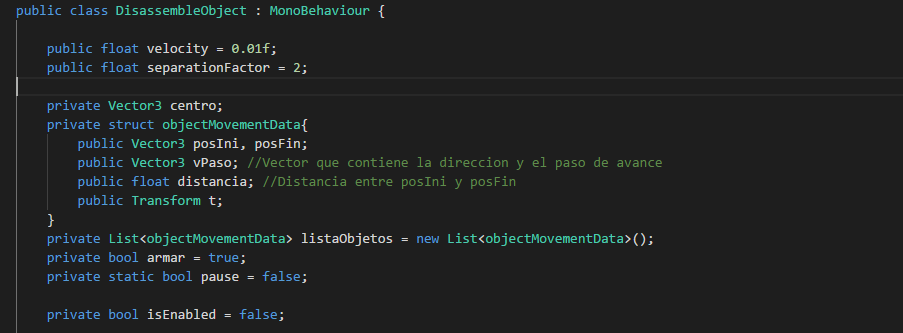 public class DisassembleObject : MonoBehaviour {
public float velocity = 0.01f;
public float separationFactor = 2;
private Vector3 centro;
private struct objectMovementData{
public Vector3 posIni, posFin;
public Vector3 vPaso; //Vector que contiene la direccion y el paso de avance
public float distancia; //Distancia entre posIni y posFin
public Transform t;
}
private List<objectMovementData> listaObjetos = new List<objectMovementData>();
private bool armar = true;
private static bool pause = false;
private bool isEnabled = false;